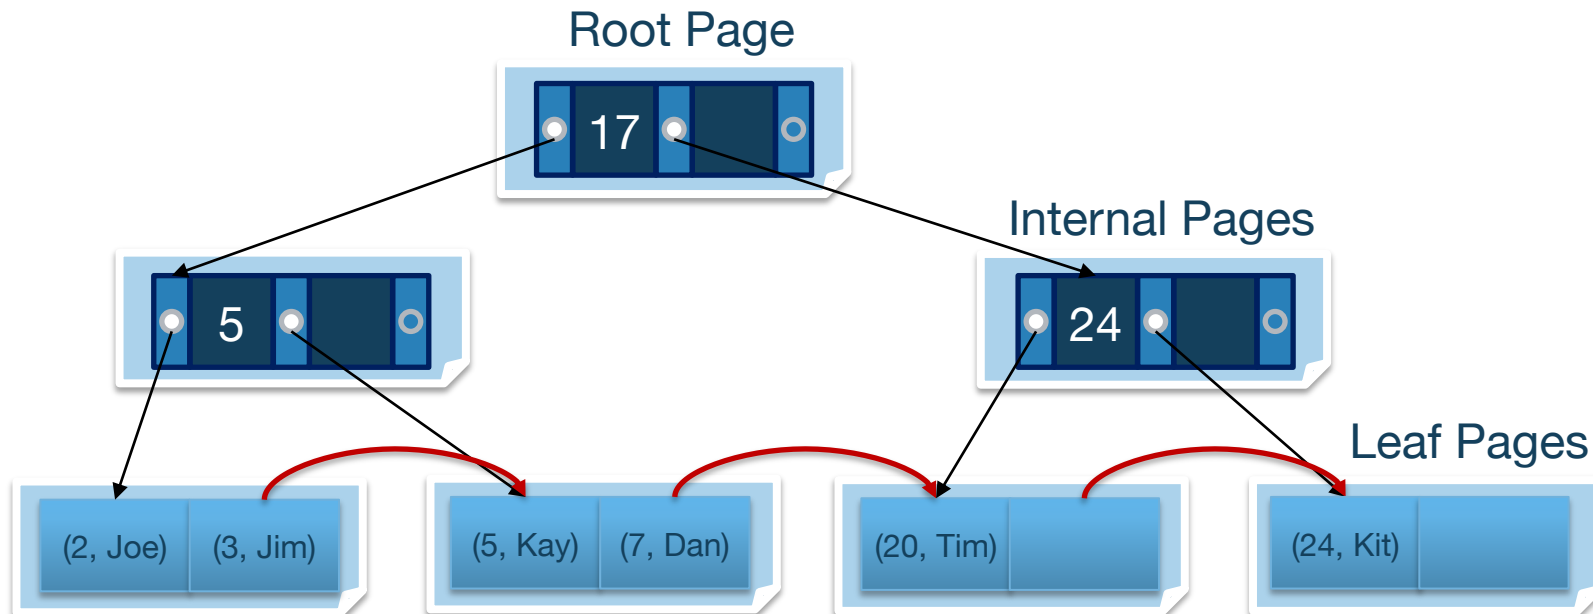 Root Page
17
Internal Pages
5
24
Leaf Pages
(2, Joe) (3, Jim) (5, Kay) (7, Dan) (20, Tim) (24, Kit)